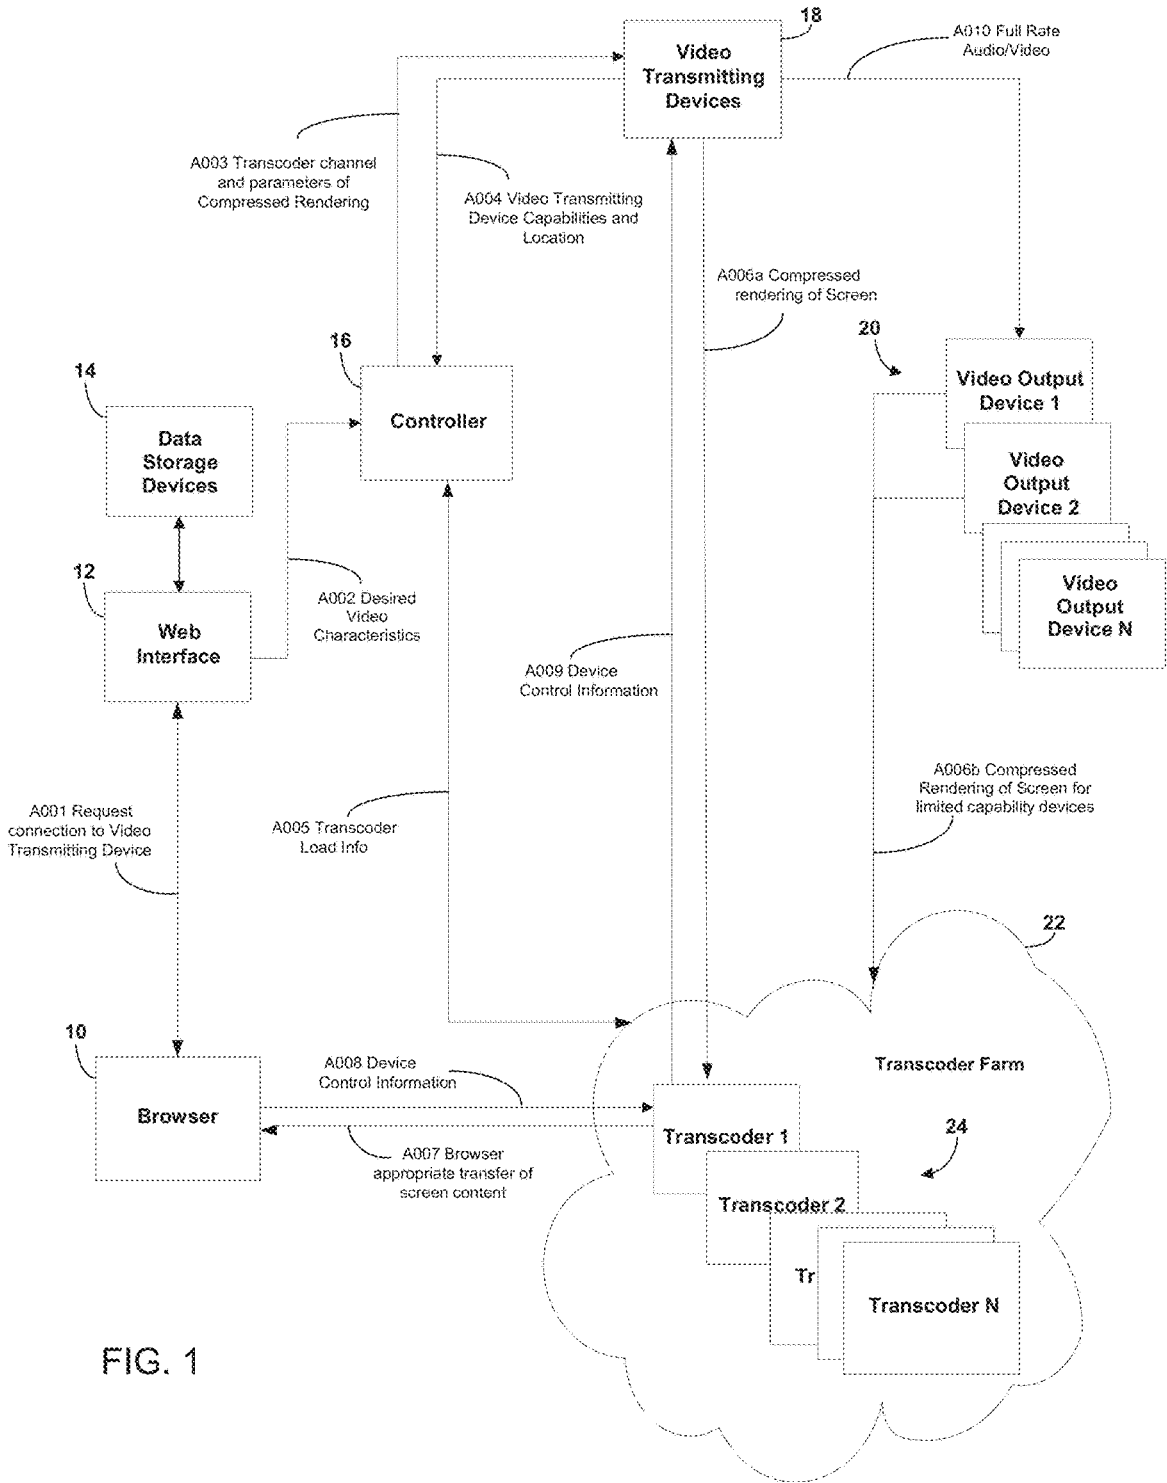 18
Video
Transmitting
Devices
A010 Full Rate
Audio/Video
A003 Transcoder channel
and parameters of
Compressed Rendering
A004 Video Transmitting
Device Capabilities and
Location
A006a Compressed
rendering of Screen
16
Controller
20
Video Output
Device 1
Video
Output
Device 2
Video
Output
Device N
14
Data
Storage
Devices
12
Web
Interface
A002 Desired
Video
Characteristics
A009 Device
Control Information
A006b Compressed
Rendering of Screen for
limited capability devices
A001 Request
connection to Video
Transmitting Device
A005 Transcoder
Load Info
22
10
Browser
A008 Device
Control Information
A007 Browser
appropriate transfer of
screen content
Transcoder Farm
24
Transcoder 1
Transcoder 2
Tr
Transcoder N
FIG. 1